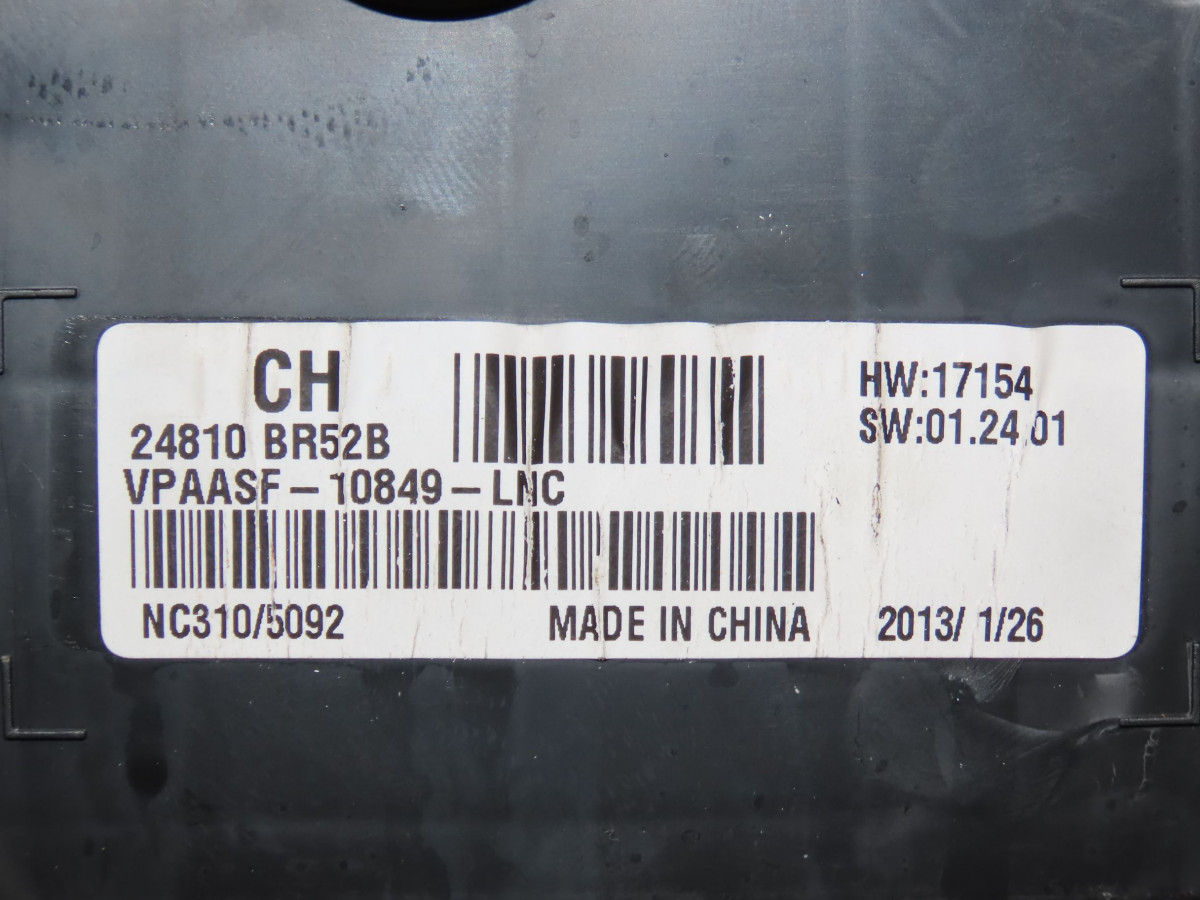 CH
24810 BR52B
VPAASF-10849-LNC
HW:17154
SW:01.24.01
NC310/5092 MADE IN CHINA 2013/ 1/26